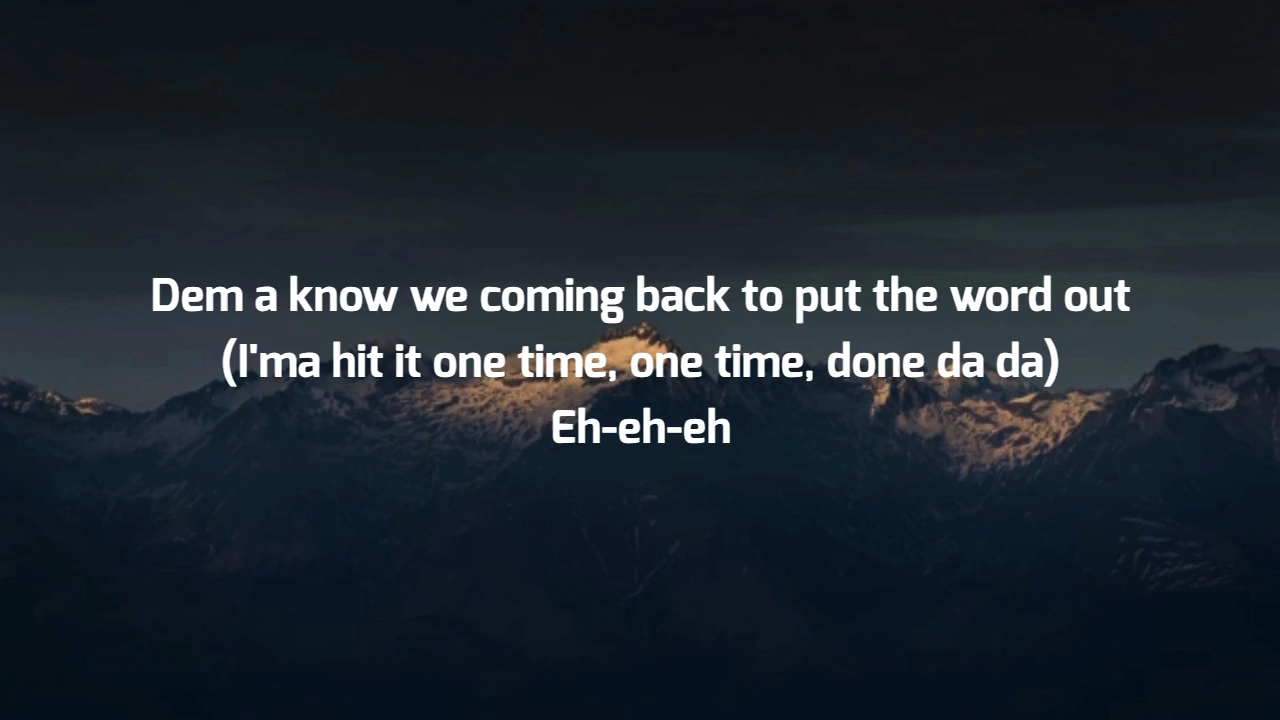 Dem a know we coming back to put the word out
(I'ma hit it one time, one time, done da da)
Eh-eh-eh